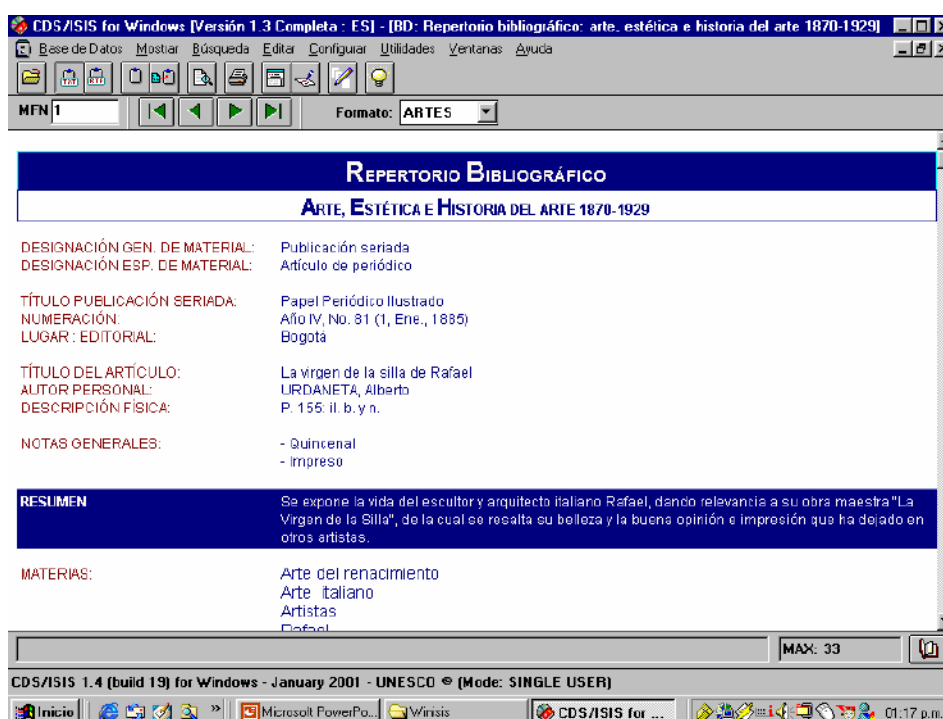 CDS/ISIS for Windows [Versión 1.3 Completa : ES] - [BD: Repertorio bibliográfico: arte, estética e historia del arte 1870-1929]
Base de Datos Mostrar Búsqueda Editar Configurar Utilidades Ventanas Ayuda
MFN 1 Formato: ARTES
REPERTORIO BIBLIOGRÁFICO
ARTE, ESTÉTICA E HISTORIA DEL ARTE 1870-1929
DESIGNACIÓN GEN. DE MATERIAL: Publicación seriada
DESIGNACIÓN ESP. DE MATERIAL: Artículo de periódico
TÍTULO PUBLICACIÓN SERIADA: Papel Periódico Ilustrado
NUMERACIÓN: Año IV, No. 81 (1, Ene., 1885)
LUGAR : EDITORIAL: Bogotá
TÍTULO DEL ARTÍCULO: La virgen de la silla de Rafael
AUTOR PERSONAL: URDANETA, Alberto
DESCRIPCIÓN FÍSICA: P. 155: il. b. y n.
NOTAS GENERALES: - Quincenal
- Impreso
RESUMEN Se expone la vida del escultor y arquitecto italiano Rafael, dando relevancia a su obra maestra "La
Virgen de la Silla", de la cual se resalta su belleza y la buena opinión e impresión que ha dejado en
otros artistas.
MATERIAS: Arte del renacimiento
Arte italiano
Artistas
Rafael
MAX: 33
CDS/ISIS 1.4 (build 19) for Windows - January 2001 - UNESCO © (Mode: SINGLE USER)
Inicio » Microsoft PowerPo... Winisis CDS/ISIS for ... 01:17 p.m.